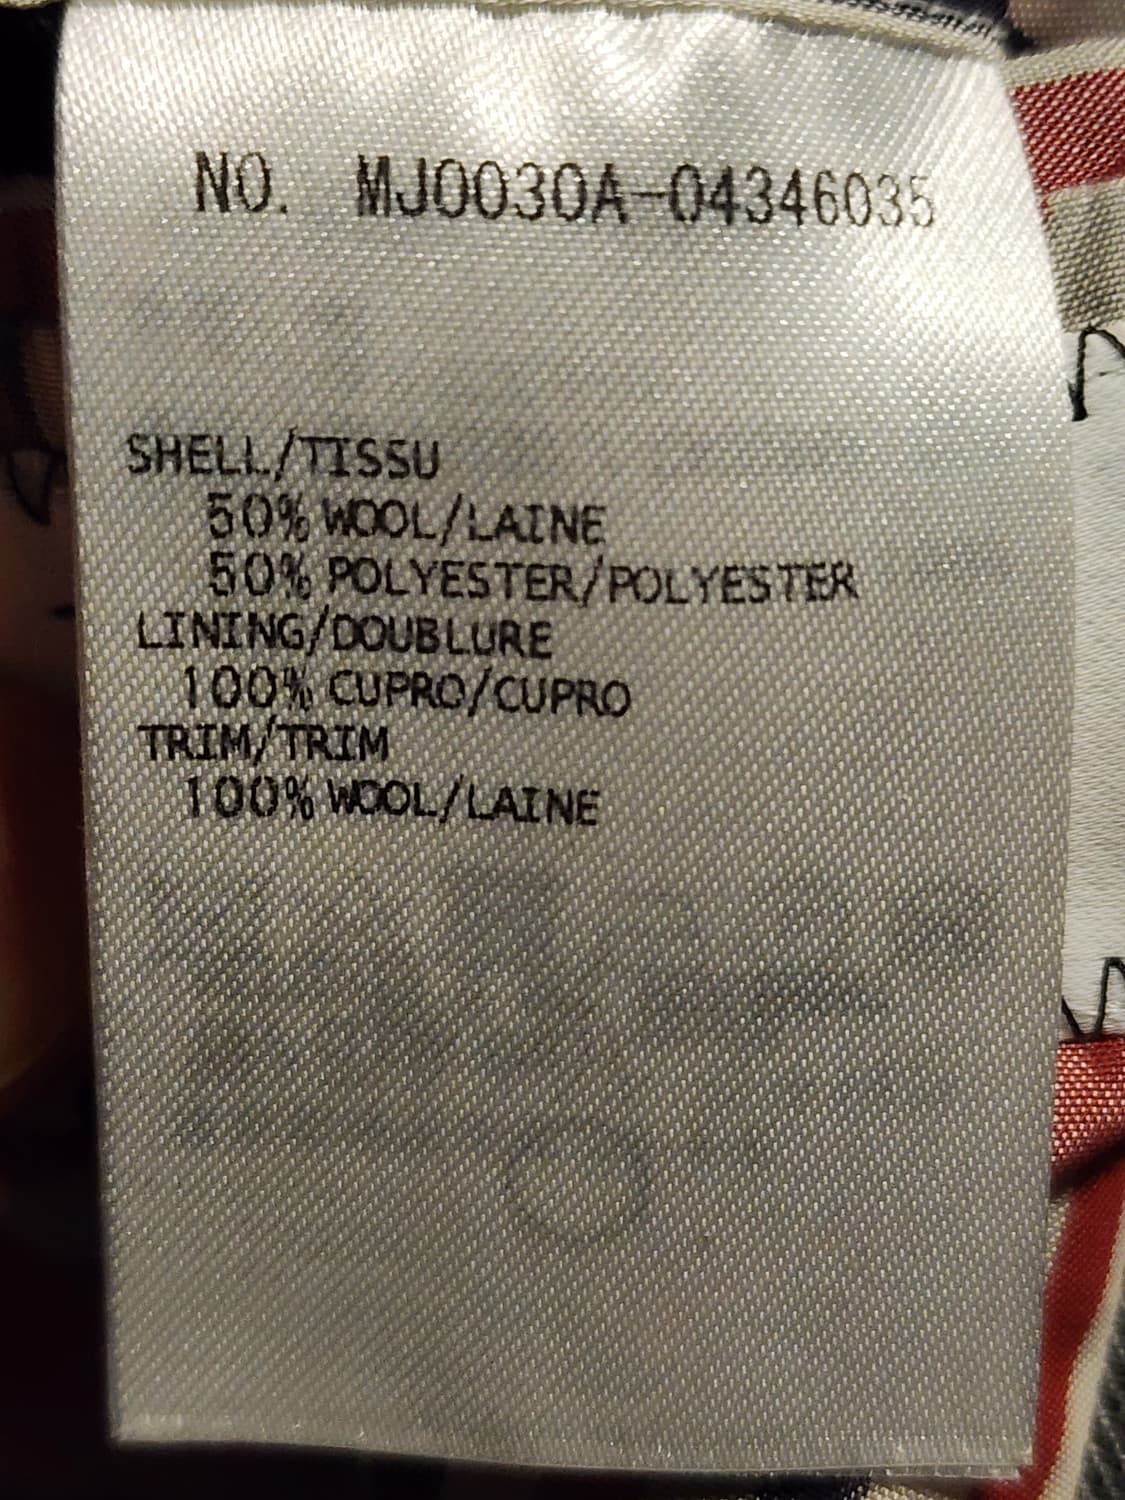 NO. MJ0030A-04346035
SHELL/TISSU
50% WOOL/LAINE
50% POLYESTER/POLYESTER
LINING/DOUBLURE
100% CUPRO/CUPRO
TRIM/TRIM
100% WOOL/LAINE